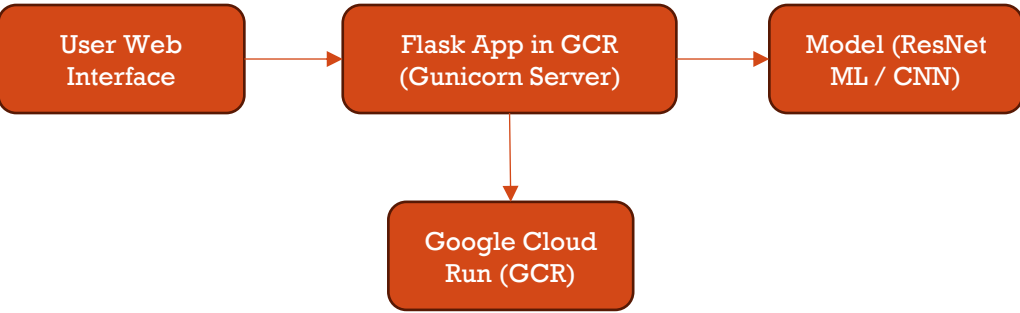 User Web
Interface
Flask App in GCR
(Gunicorn Server)
Model (ResNet
ML / CNN)
Google Cloud
Run (GCR)